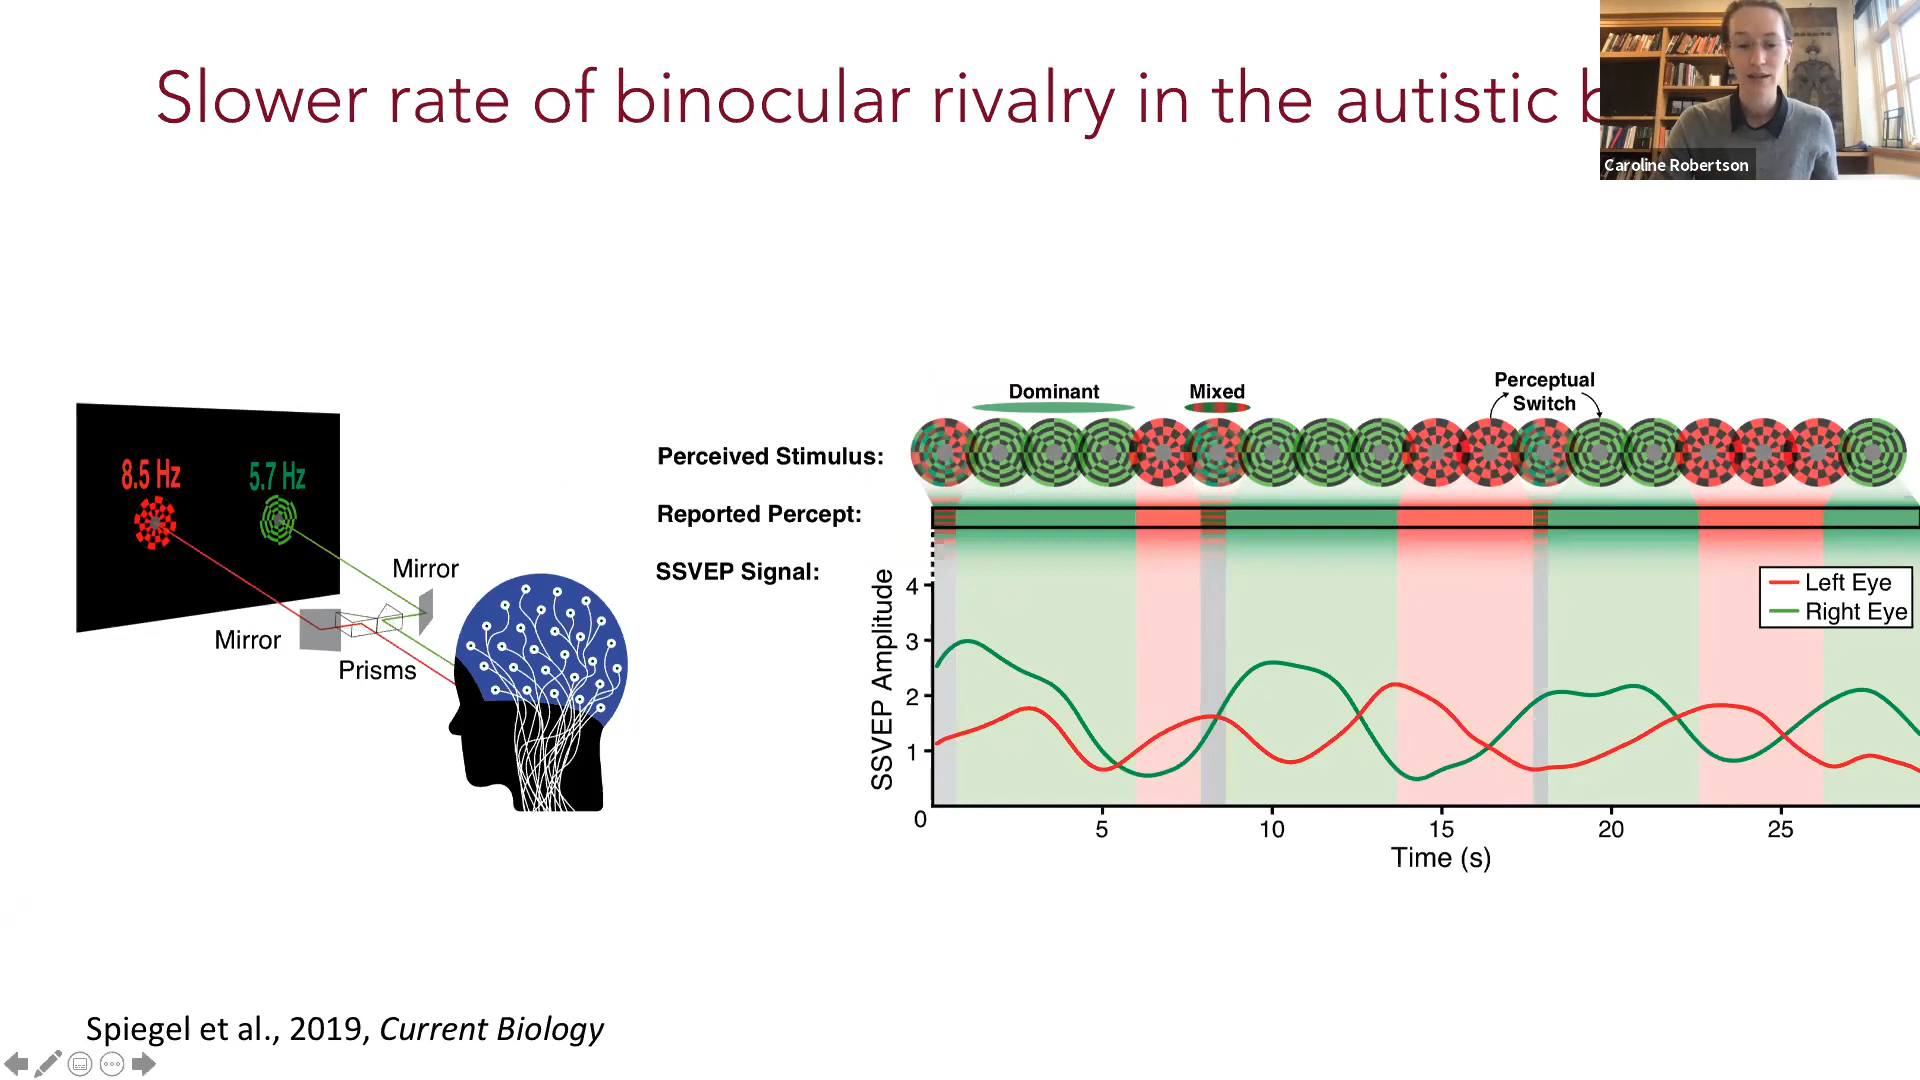 Slower rate of binocular rivalry in the autistic
Caroline Robertson
8.5 Hz
5.7 Hz
Mirror
Mirror
Prisms
Dominant
Mixed
Perceptual
Switch
Perceived Stimulus:
Reported Percept:
SSVEP Signal:
SSVEP Amplitude
4
3
2
1
0
5
10
15
20
25
Time (s)
Left Eye
Right Eye
Spiegel et al., 2019, Current Biology